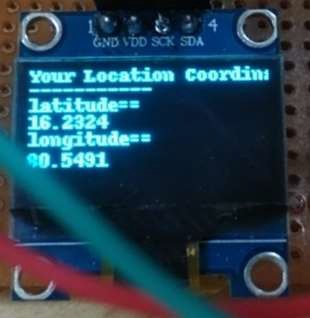 1 4
GND VDD SCK SDA
Your Location Coordin
-----------
latitude==
16.2324
longitude==
80.5491